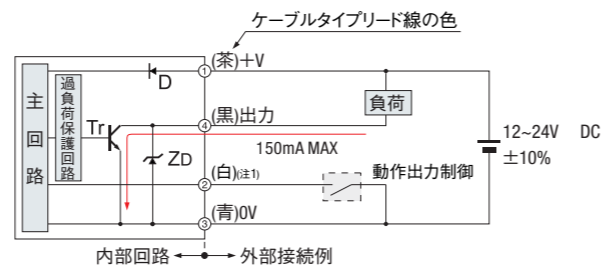 ケーブルタイプリード線の色
①
(茶)+V
D
主回路
過負荷保護回路
Tr
④
(黒)出力
負荷
150mA MAX
12~24V DC
±10%
ZD
②
(白)(注1)
動作出力制御
③
(青)0V
内部回路
外部接続例